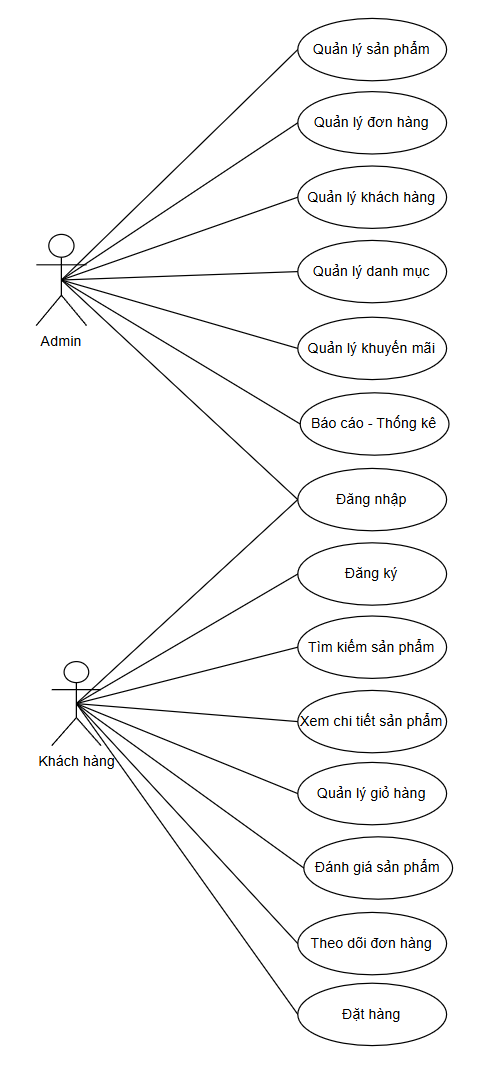 Quản lý sản phẩm
Quản lý đơn hàng
Quản lý khách hàng
Quản lý danh mục
Admin
Quản lý khuyến mãi
Báo cáo - Thống kê
Đăng nhập
Đăng ký
Tìm kiếm sản phẩm
Xem chi tiết sản phẩm
Khách hàng
Quản lý giỏ hàng
Đánh giá sản phẩm
Theo dõi đơn hàng
Đặt hàng